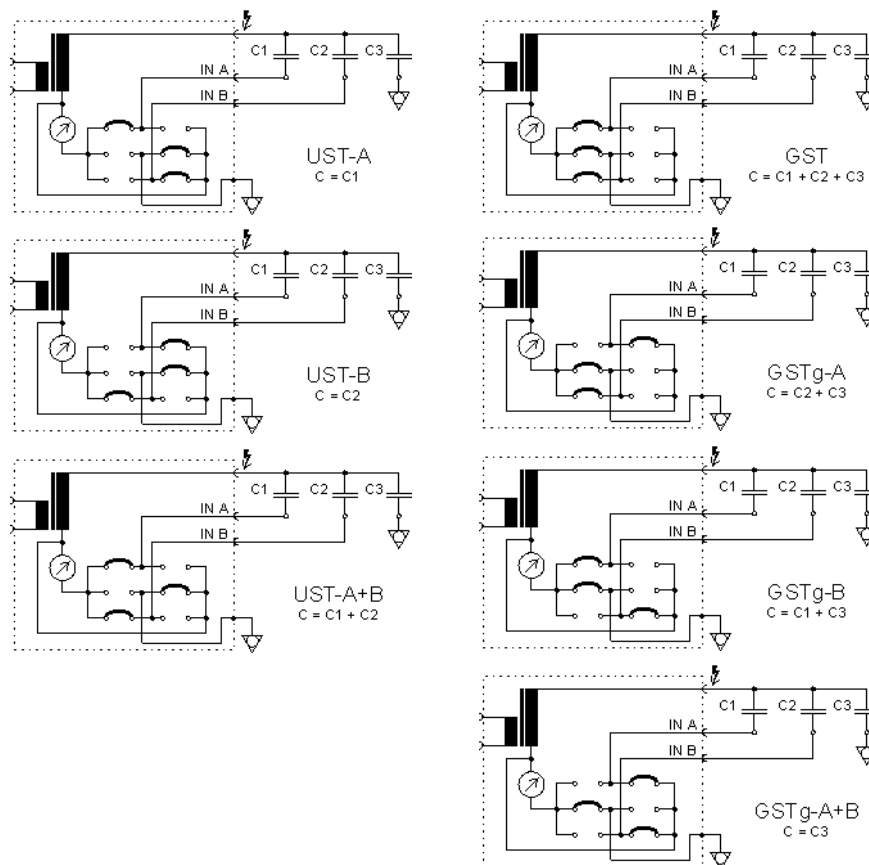 C1 C2 C3
IN A
IN B
UST-A
C = C1
C1 C2 C3
IN A
IN B
GST
C = C1 + C2 + C3
C1 C2 C3
IN A
IN B
UST-B
C = C2
C1 C2 C3
IN A
IN B
GSTg-A
C = C2 + C3
C1 C2 C3
IN A
IN B
UST-A+B
C = C1 + C2
C1 C2 C3
IN A
IN B
GSTg-B
C = C1 + C3
C1 C2 C3
IN A
IN B
GSTg-A+B
C = C3